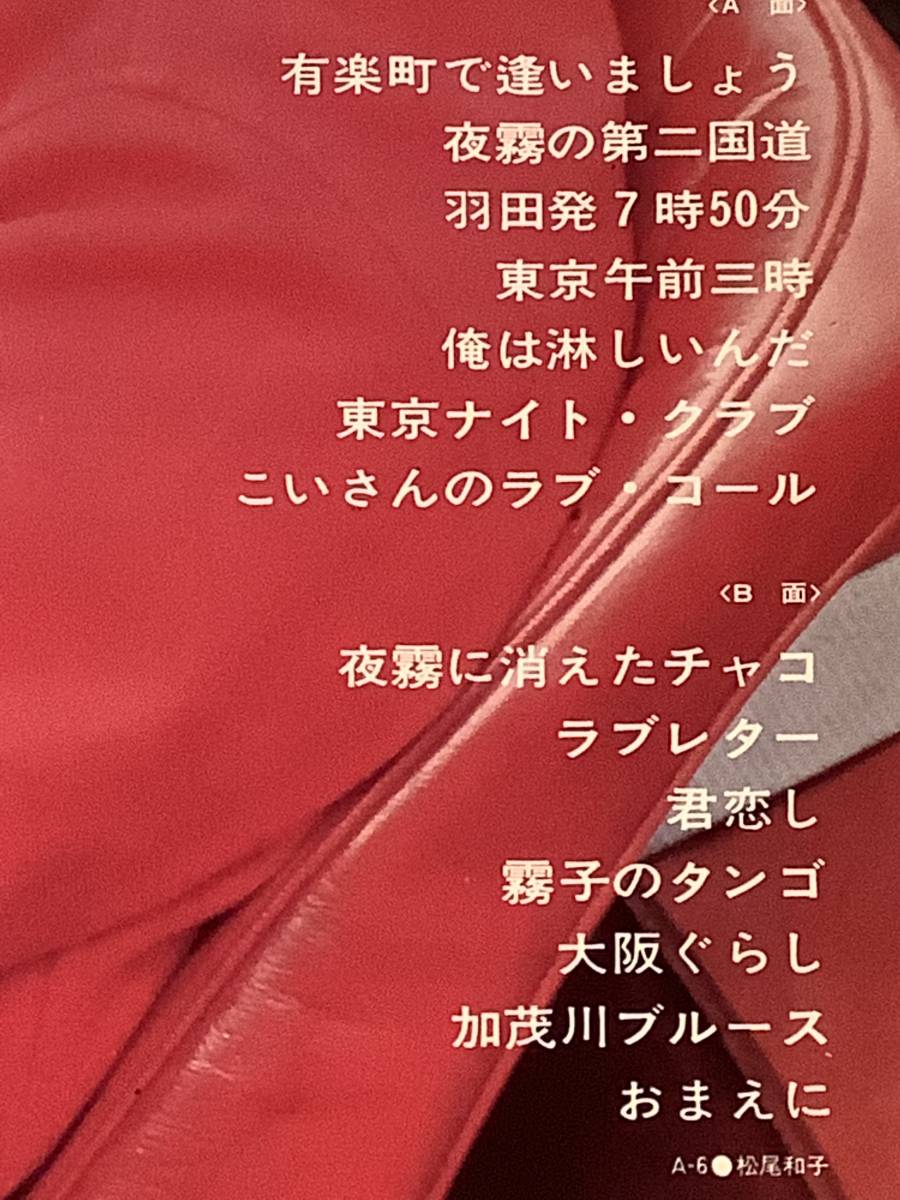 〈A 面〉
有楽町で逢いましょう
夜霧の第二国道
羽田発7時50分
東京午前三時
俺は淋しいんだ
東京ナイト・クラブ
こいさんのラブ・コール
〈B 面〉
夜霧に消えたチャコ
ラブレター
君恋し
霧子のタンゴ
大阪ぐらし
加茂川ブルース
おまえに
A-6●松尾和子